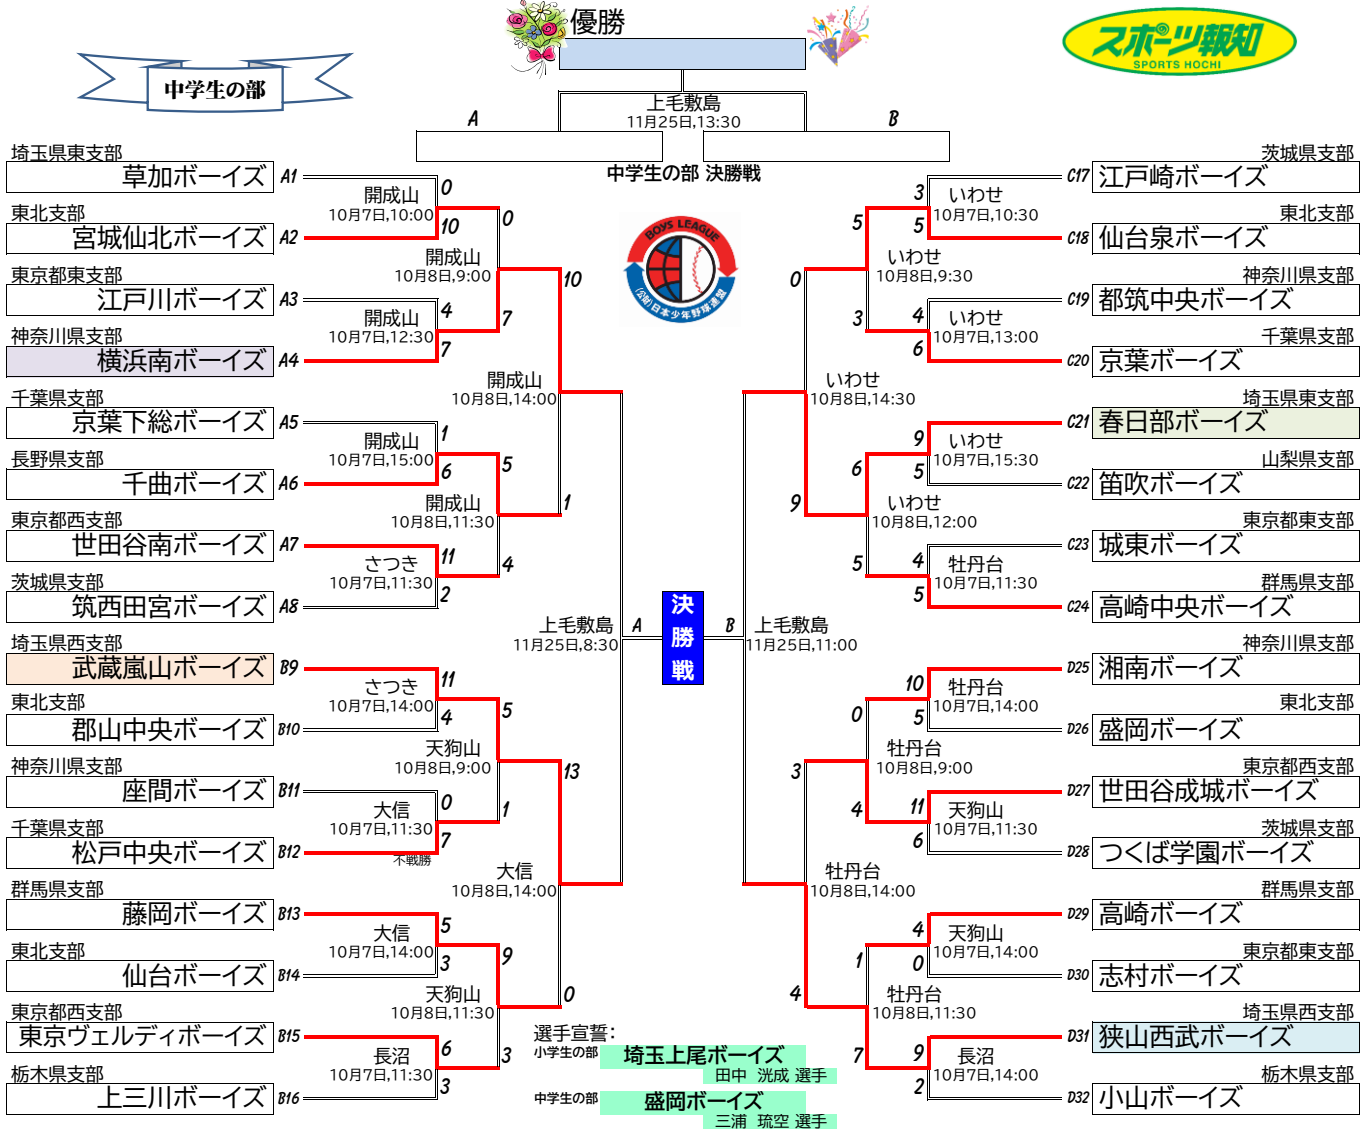 優勝
スポーツ報知
SPORTS HOCHI
中学生の部
上毛敷島
11月25日,13:30
A
B
中学生の部 決勝戦
BOYS LEAGUE
(公財)日本少年野球連盟
埼玉県東支部
草加ボーイズ A1
0
開成山
10月7日,10:00
東北支部
10
宮城仙北ボーイズ A2
0
開成山
10月8日,9:00
東京都東支部
江戸川ボーイズ A3
4
7
開成山
10月7日,12:30
神奈川県支部
7
横浜南ボーイズ A4
10
開成山
10月8日,14:00
千葉県支部
京葉下総ボーイズ A5
1
開成山
10月7日,15:00
長野県支部
6
千曲ボーイズ A6
5
開成山
10月8日,11:30
1
東京都西支部
世田谷南ボーイズ A7
11
4
さつき
10月7日,11:30
茨城県支部
2
筑西田宮ボーイズ A8
上毛敷島
11月25日,8:30
A
埼玉県西支部
武蔵嵐山ボーイズ B9
11
さつき
10月7日,14:00
東北支部
4
郡山中央ボーイズ B10
5
天狗山
10月8日,9:00
神奈川県支部
座間ボーイズ B11
0
1
大信
10月7日,11:30
千葉県支部
7
松戸中央ボーイズ B12
不戦勝
13
大信
10月8日,14:00
群馬県支部
藤岡ボーイズ B13
5
大信
10月7日,14:00
東北支部
3
仙台ボーイズ B14
9
天狗山
10月8日,11:30
0
東京都西支部
東京ヴェルディボーイズ B15
6
3
長沼
10月7日,11:30
栃木県支部
3
上三川ボーイズ B16
決
勝
戦
茨城県支部
C17 江戸崎ボーイズ
3
いわせ
10月7日,10:30
東北支部
5
C18 仙台泉ボーイズ
5
いわせ
10月8日,9:30
神奈川県支部
C19 都筑中央ボーイズ
4
3
いわせ
10月7日,13:00
千葉県支部
6
C20 京葉ボーイズ
0
いわせ
10月8日,14:30
埼玉県東支部
C21 春日部ボーイズ
9
いわせ
10月7日,15:30
山梨県支部
5
C22 笛吹ボーイズ
6
いわせ
10月8日,12:00
9
東京都東支部
C23 城東ボーイズ
4
5
牡丹台
10月7日,11:30
群馬県支部
5
C24 高崎中央ボーイズ
B
上毛敷島
11月25日,11:00
神奈川県支部
D25 湘南ボーイズ
10
牡丹台
10月7日,14:00
東北支部
5
D26 盛岡ボーイズ
0
牡丹台
10月8日,9:00
東京都西支部
D27 世田谷成城ボーイズ
11
4
天狗山
10月7日,11:30
茨城県支部
6
D28 つくば学園ボーイズ
3
牡丹台
10月8日,14:00
群馬県支部
D29 高崎ボーイズ
4
天狗山
10月7日,14:00
東京都東支部
0
D30 志村ボーイズ
1
牡丹台
10月8日,11:30
4
埼玉県西支部
D31 狭山西武ボーイズ
9
7
長沼
10月7日,14:00
栃木県支部
2
D32 小山ボーイズ
選手宣誓：
小学生の部 埼玉上尾ボーイズ
田中 洸成 選手
中学生の部 盛岡ボーイズ
三浦 琉空 選手